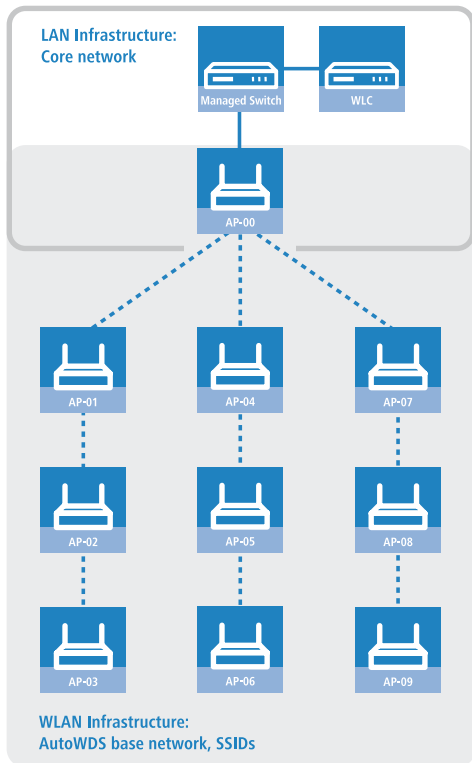 LAN Infrastructure:
Core network
Managed Switch
WLC
AP-00
AP-01
AP-04
AP-07
AP-02
AP-05
AP-08
AP-03
AP-06
AP-09
WLAN Infrastructure:
AutoWDS base network, SSIDs